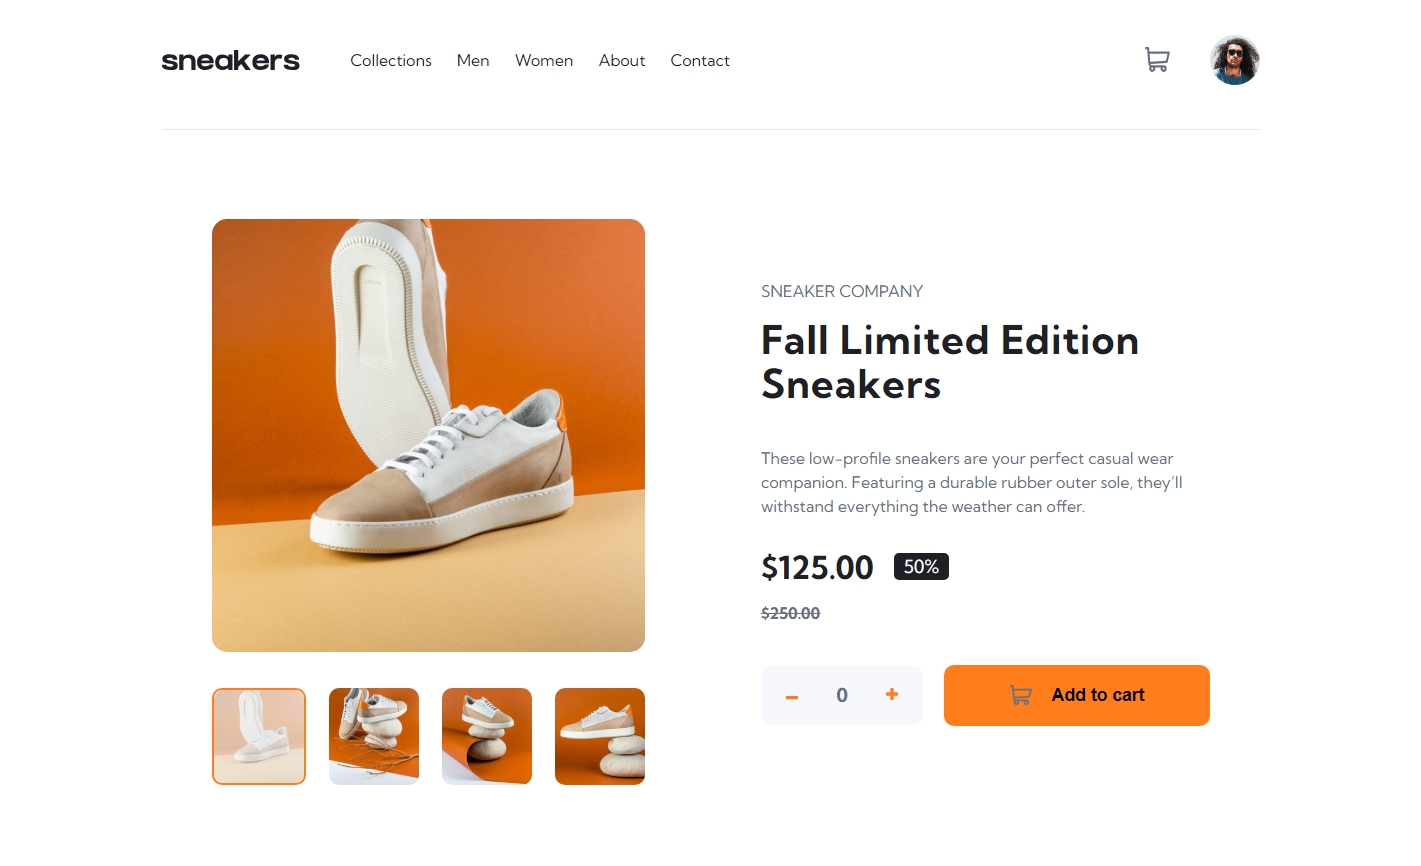 sneakers Collections Men Women About Contact
SNEAKER COMPANY
Fall Limited Edition
Sneakers
These low-profile sneakers are your perfect casual wear
companion. Featuring a durable rubber outer sole, they’ll
withstand everything the weather can offer.
$125.00 50%
$250.00
– 0 + Add to cart